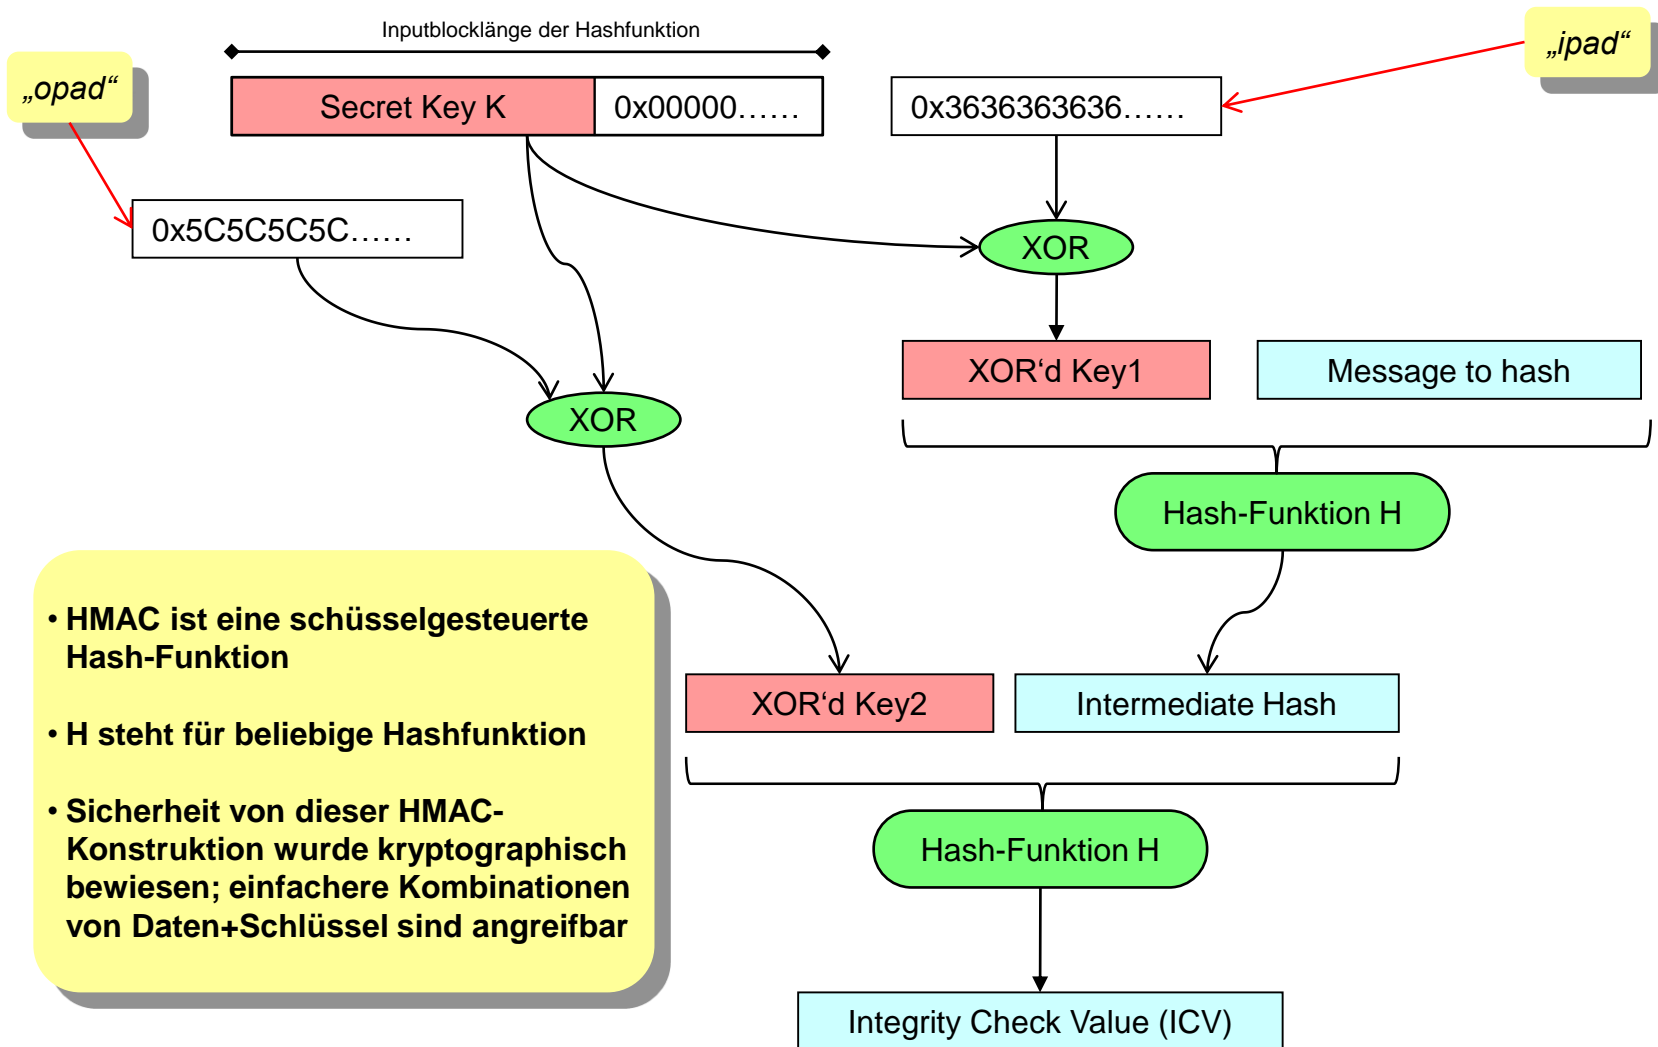 Inputblocklänge der Hashfunktion
„opad“
„ipad“
Secret Key K
0x00000……
0x3636363636……
0x5C5C5C5C……
XOR
XOR‘d Key1
Message to hash
XOR
Hash-Funktion H
• HMAC ist eine schüsselgesteuerte
Hash-Funktion
• H steht für beliebige Hashfunktion
• Sicherheit von dieser HMAC-
Konstruktion wurde kryptographisch
bewiesen; einfachere Kombinationen
von Daten+Schlüssel sind angreifbar
XOR‘d Key2
Intermediate Hash
Hash-Funktion H
Integrity Check Value (ICV)